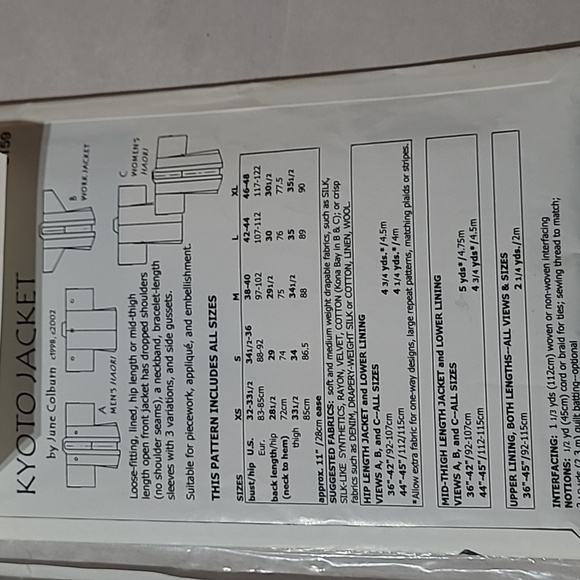 KYOTO JACKET
by June Colburn c1998, c2002
A
MEN'S HAORI
B
WORK JACKET
C
WOMEN'S
HAORI
Loose-fitting, lined, hip length or mid-thigh
length open front jacket has dropped shoulders
(no shoulder seams), a neckband, bracelet-length
sleeves with 3 variations, and side gussets.
Suitable for piecework, appliqué, and embellishment.
THIS PATTERN INCLUDES ALL SIZES
SIZES XS S M L XL
bust/hip U.S. 32-331/2 341/2-36 38-40 42-44 46-48
Eur. 83-85cm 88-92 97-102 107-112 117-122
back length/hip 281/2 29 291/2 30 301/2
(neck to hem) 72cm 74 75 76 77.5
thigh 331/2 34 341/2 35 351/2
85cm 86.5 88 89 90
approx. 11" /28cm ease
SUGGESTED FABRICS: soft and medium weight drapable fabrics, such as SILK,
SILK-LIKE SYNTHETICS, RAYON, VELVET, COTTON (Kona Bay in B & C); or crisp
fabrics such as DENIM, DRAPERY-WEIGHT SILK or COTTON, LINEN, WOOL.
HIP LENGTH JACKET and LOWER LINING
VIEWS A, B, and C—ALL SIZES
36"-42"/92-107cm 4 3/4 yds.*/4.5m
44"-45"/112/115cm 4 1/4 yds.*/4m
*Allow extra fabric for one-way designs, large repeat patterns, matching plaids or stripes.
MID-THIGH LENGTH JACKET and LOWER LINING
VIEWS A, B, and C—ALL SIZES
36"-42"/92-107cm 5 yds*/4.75m
44"-45"/112-115cm 4 3/4 yds*/4.5m
UPPER LINING, BOTH LENGTHS—ALL VIEWS & SIZES
36"-45"/92-115cm 2 1/4 yds./2m
INTERFACING: 1 1/3 yds (112cm) woven or non-woven interfacing
NOTIONS: 1/2 yd (45cm) cord or braid for ties; sewing thread to match;
quilt batting-optional